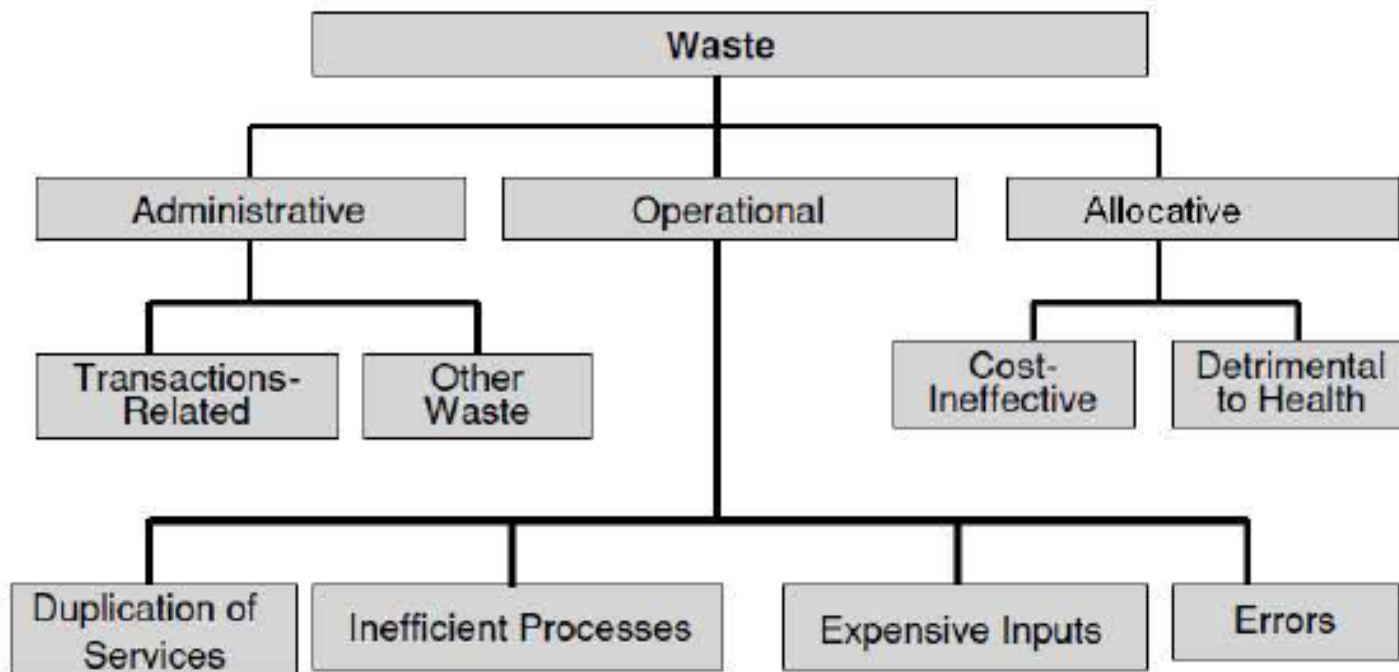 Waste
Administrative
Operational
Allocative
Transactions-
Related
Other
Waste
Cost-
Ineffective
Detrimental
to Health
Duplication of
Services
Inefficient Processes
Expensive Inputs
Errors